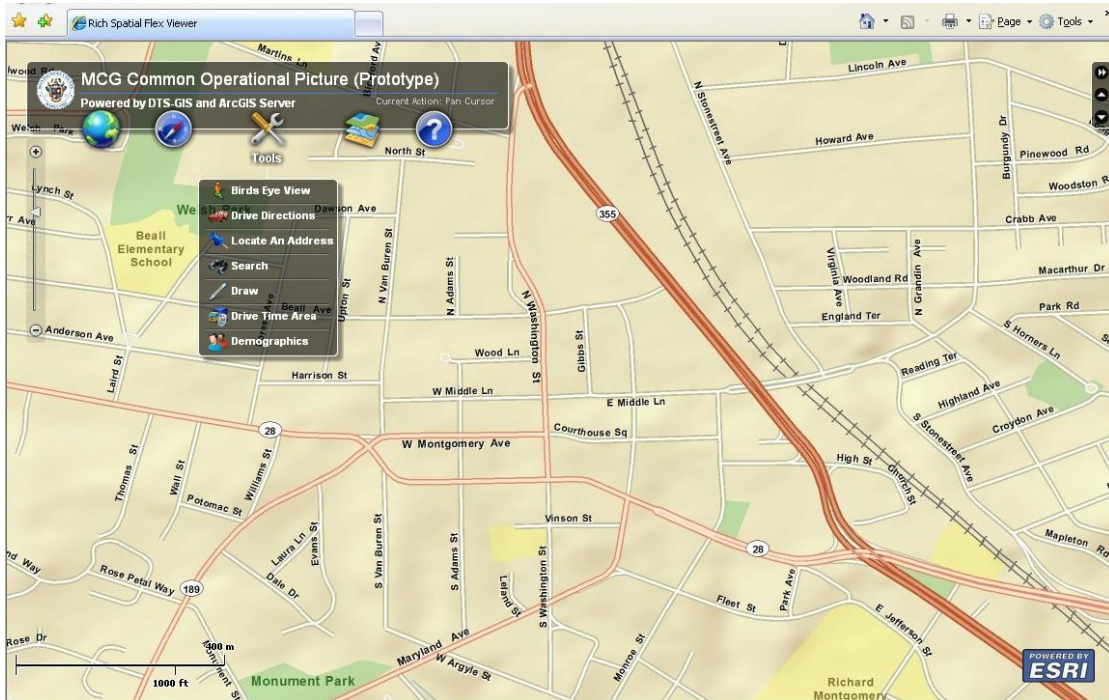 Rich Spatial Flex Viewer
Page
Tools
MCG Common Operational Picture (Prototype)
Powered by DTS-GIS and ArcGIS Server
Current Action: Pan Cursor
Tools
Birds Eye View
Drive Directions
Locate An Address
Search
Draw
Drive Time Area
Demographics
Martins Ln
Lincoln Ave
N Stonestreet Ave
Howard Ave
Burgundy Dr
Pinewood Rd
Welsh Park
North St
Woodston R
Lynch St
Dawson Ave
355
Crabb Ave
Beall
Elementary
School
N Van Buren St
N Adams St
Virginia Ave
Woodland Rd
N Grandin Ave
Macarthur Dr
Upton St
Beall Ave
N Washington St
England Ter
Park Rd
Anderson Ave
Wood Ln
Gibbs St
S Horners Ln
Laird St
Reading Ter
Harrison St
W Middle Ln
E Middle Ln
Highland Ave
Croydon Ave
28
W Montgomery Ave
Courthouse Sq
S Stonestreet Ave
Thomas St
Wall St
Williams St
High St
Church St
Potomac St
Vinson St
Laura Ln
Evans St
S Van Buren St
S Adams St
28
Mapleton Rd
Rose Petal Way
189
Dale Dr
Leland St
S Washington St
Park Ave
Fleet St
E Jefferson St
Rose Dr
Monument St
Maryland Ave
W Argyle St
Monroe St
400 m
1000 ft
Monument Park
Richard
Montgomery
POWERED BY
ESRI